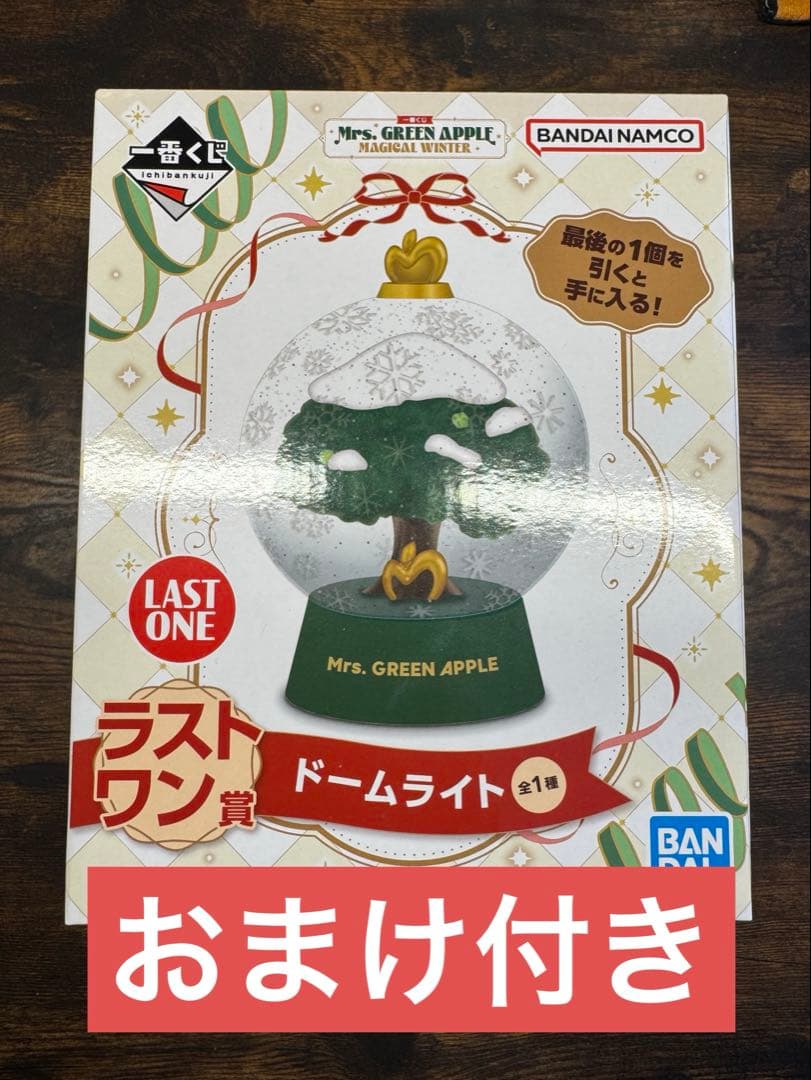 一番くじ
ichibankuji
一番くじ
Mrs. GREEN APPLE
MAGICAL WINTER
BANDAI NAMCO
最後の1個を
引くと
手に入る!
Mrs. GREEN APPLE
LAST
ONE
ラスト
ワン賞
ドームライト 全1種
BAN
DAI
おまけ付き